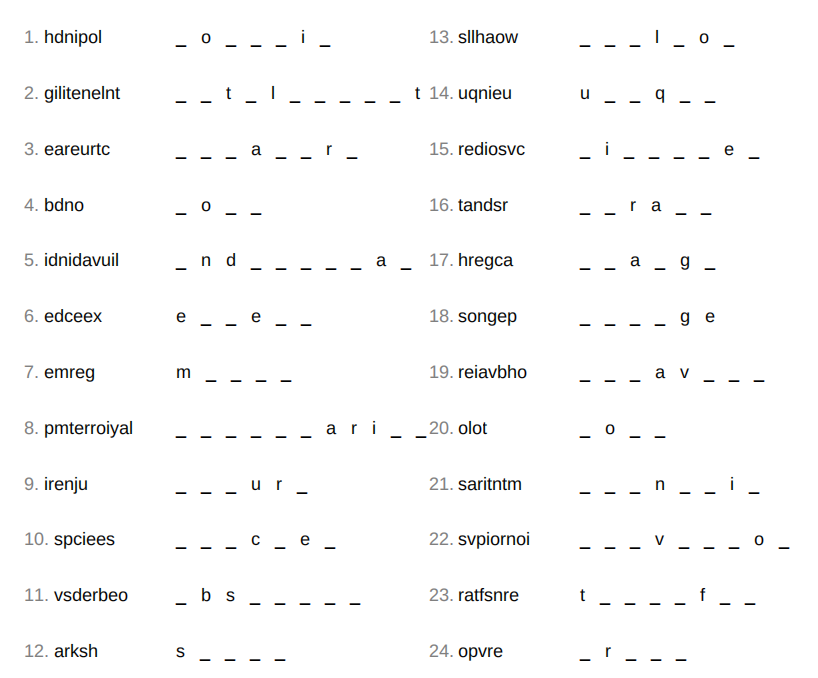 1. hdnipol _ o _ _ _ i _
2. gilitenelnt _ _ t _ l _ _ _ _ _ t
3. eareurtc _ _ _ a _ _ r _
4. bdno _ o _ _
5. idnidavuil _ n d _ _ _ _ _ a _
6. edceex e _ _ e _ _
7. emreg m _ _ _ _
8. pmterroiyal _ _ _ _ _ _ a r i _ _
9. irenju _ _ _ u r _
10. spciees _ _ _ c _ e _
11. vsderbeo _ b s _ _ _ _ _
12. arksh s _ _ _ _
13. sllhaow _ _ _ l _ o _
14. uqnieu u _ _ q _ _
15. rediosvc _ i _ _ _ _ e _
16. tandsr _ _ r a _ _
17. hregca _ _ a _ g _
18. songep _ _ _ _ g e
19. reiavbho _ _ _ a v _ _ _
20. olot _ o _ _
21. saritntm _ _ _ n _ _ i _
22. svpiornoi _ _ _ v _ _ _ o _
23. ratfsnre t _ _ _ _ f _ _
24. opvre _ r _ _ _